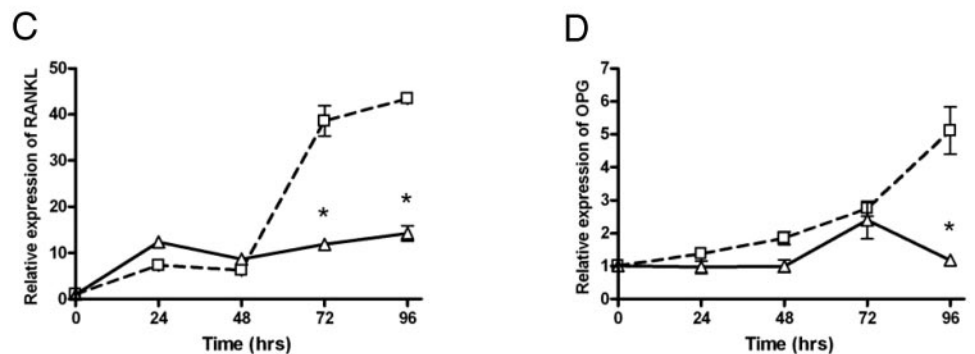 C
Relative expression of RANKL
50
40
30
20
10
0
*
*
0 24 48 72 96
Time (hrs)
D
Relative expression of OPG
7
6
5
4
3
2
1
0
*
0 24 48 72 96
Time (hrs)